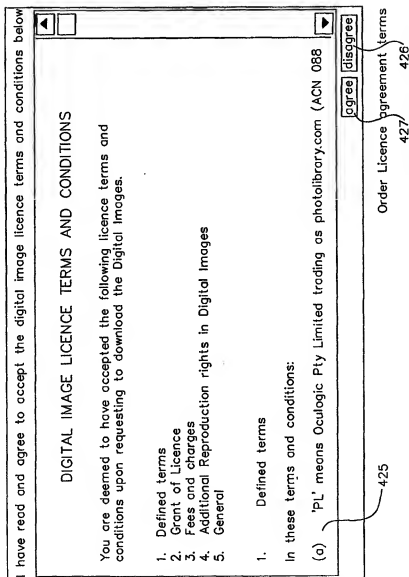 I have read and agree to accept the digital image licence terms and conditions below
DIGITAL IMAGE LICENCE TERMS AND CONDITIONS
You are deemed to have accepted the following licence terms and
conditions upon requesting to download the Digital Images.
1. Defined terms
2. Grant of Licence
3. Fees and charges
4. Additional Reproduction rights in Digital Images
5. General
1. Defined terms
In these terms and conditions:
(a) 'PL' means Oculogic Pty Limited trading as photolibrary.com (ACN 088
agree disagree
Order Licence agreement terms
425
427
426